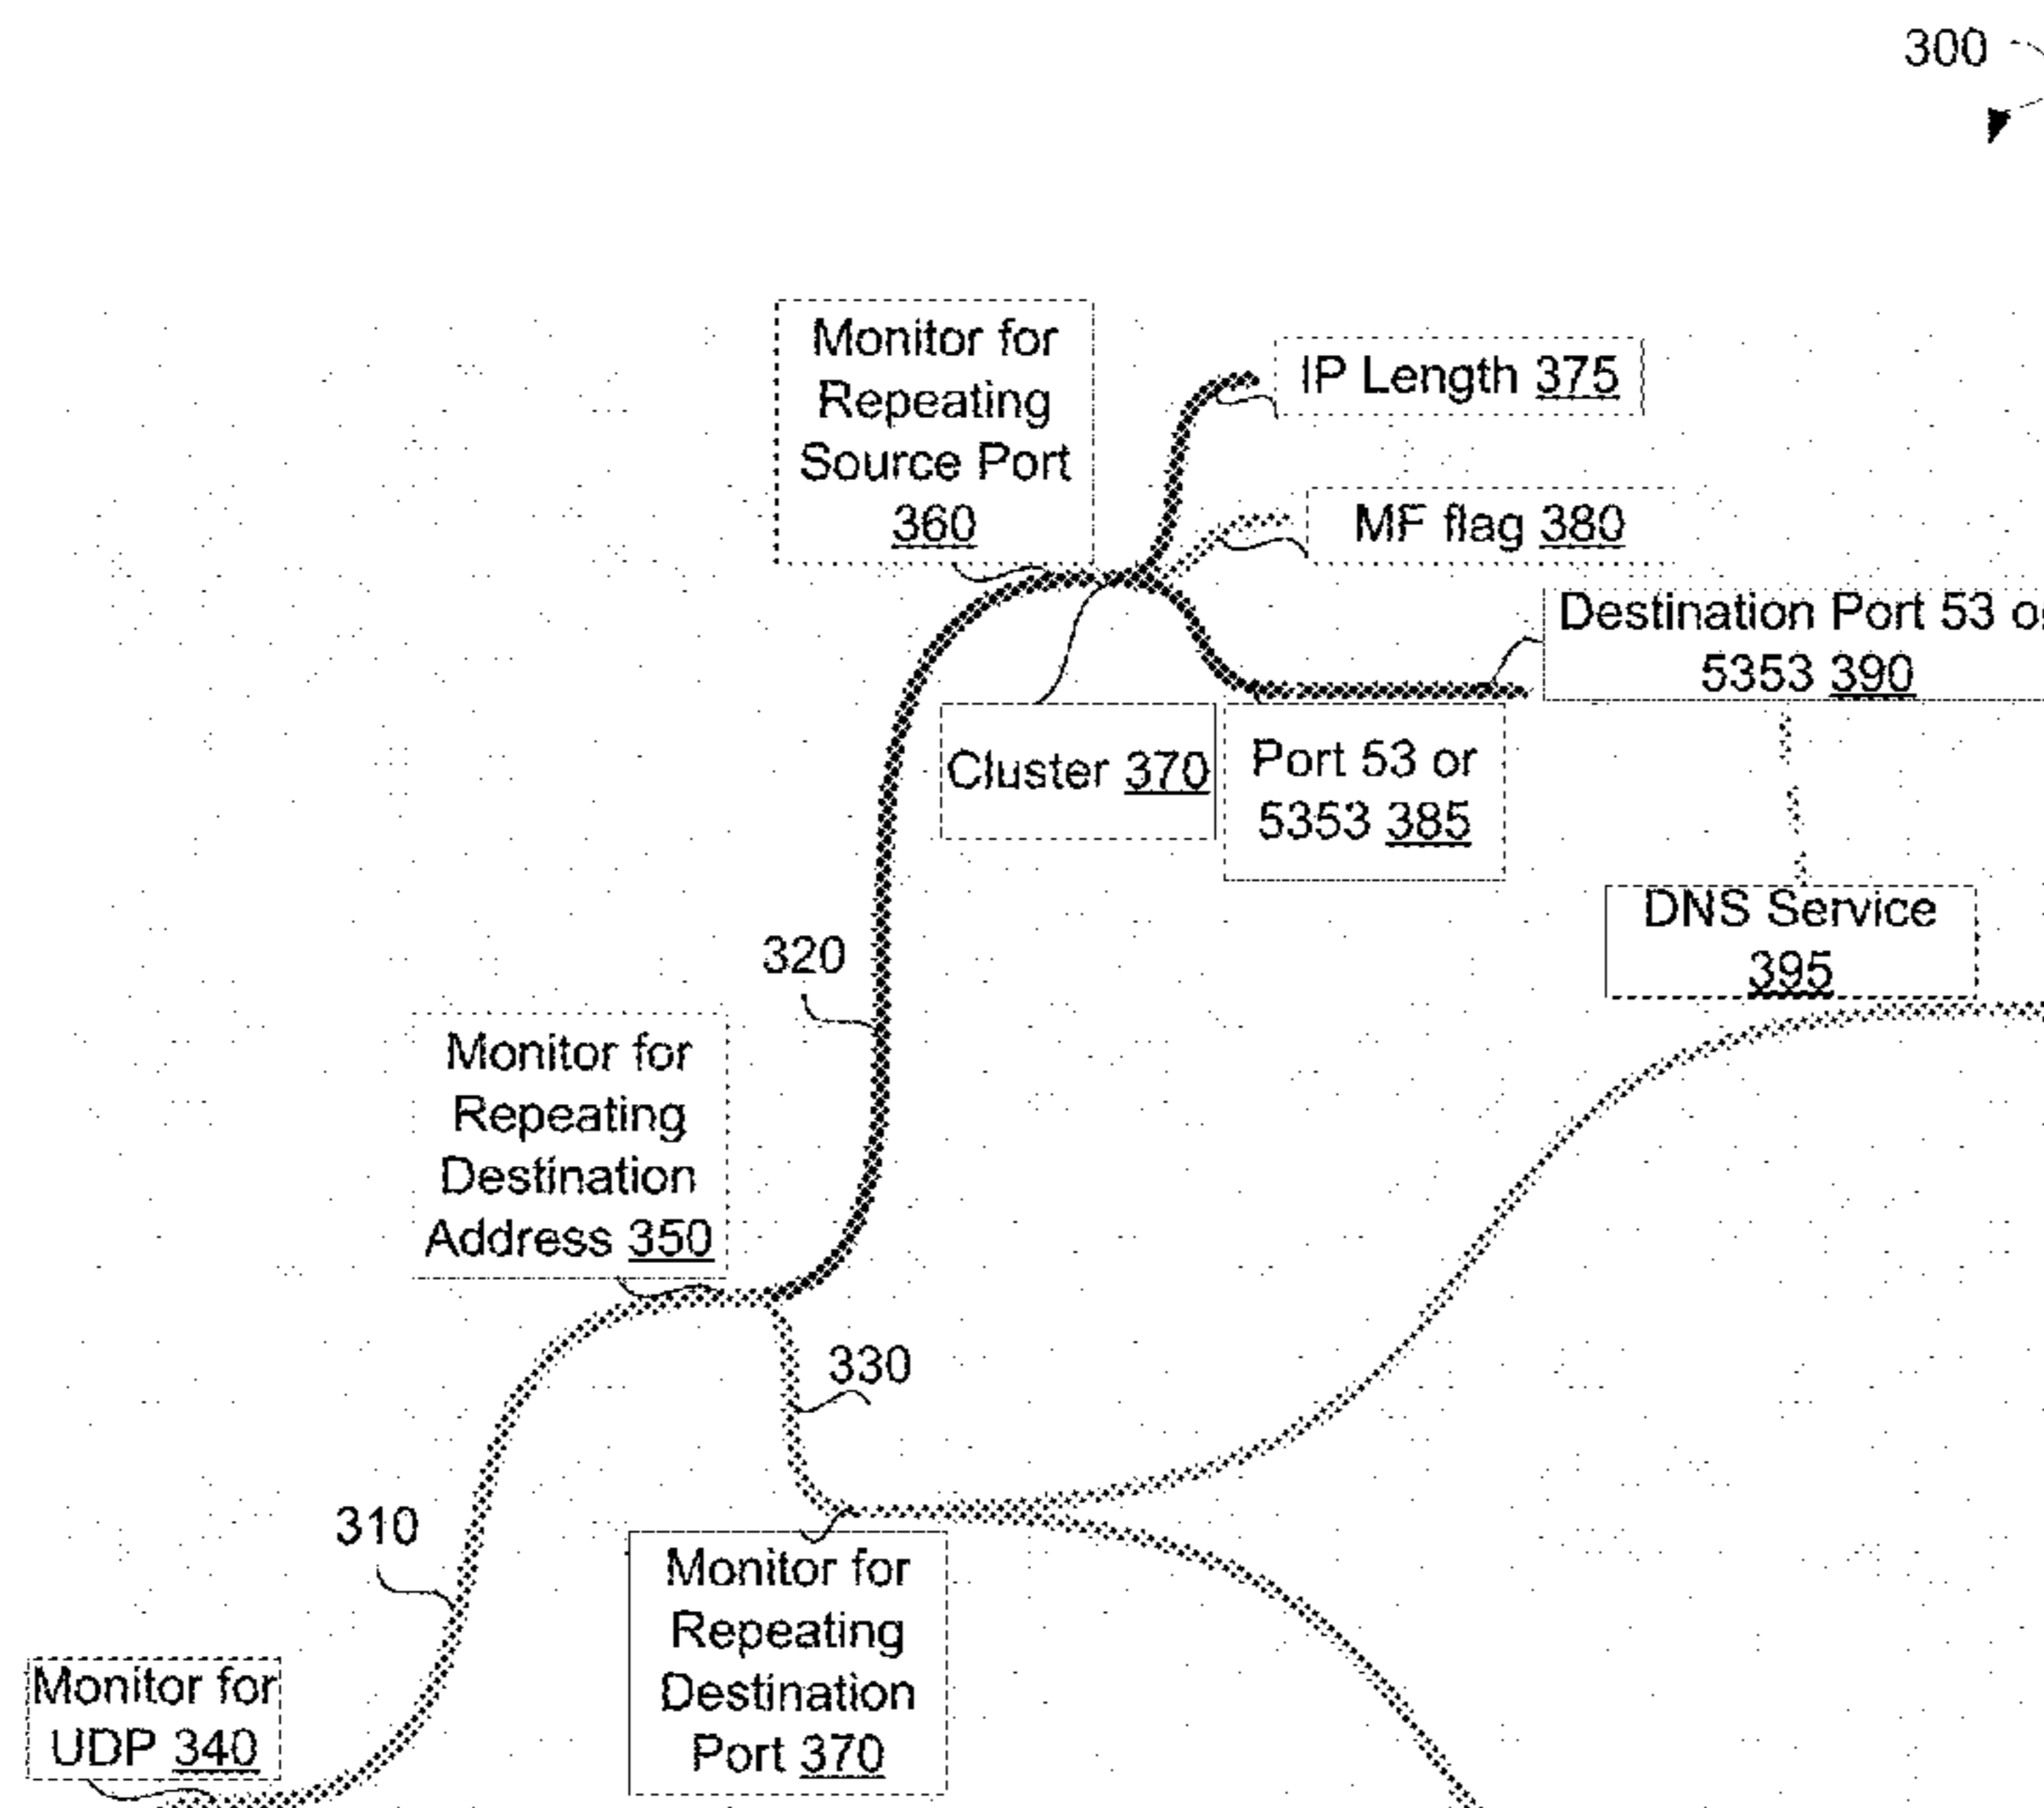 300
Monitor for
Repeating
Source Port
360
IP Length 375
MF flag 380
Destination Port 53 or
5353 390
Cluster 370
Port 53 or
5353 385
DNS Service
395
320
Monitor for
Repeating
Destination
Address 350
330
310
Monitor for
Repeating
Destination
Port 370
Monitor for
UDP 340